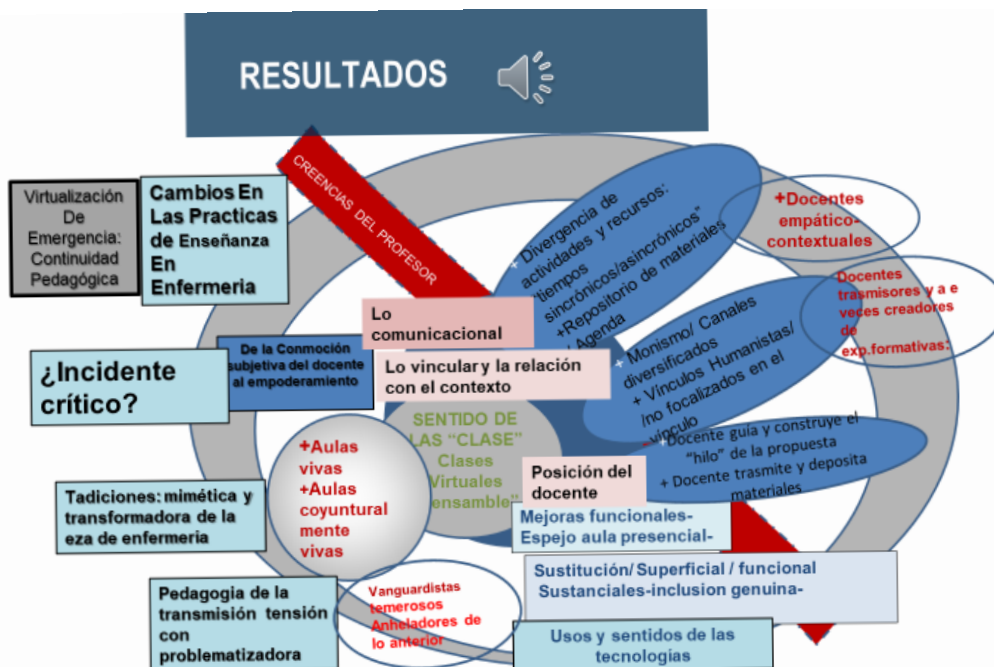 RESULTADOS
CREENCIAS DEL PROFESOR
Virtualización
De
Emergencia:
Continuidad
Pedagógica
Cambios En
Las Practicas
de Enseñanza
En
Enfermeria
+ Divergencia de
actividades y recursos:
"tiempos
sincrónicos/asincrónicos"
+Repositorio de materiales
/ Agenda
+Docentes
empático-
contextuales
Lo
comunicacional
+ Monismo/ Canales
diversificados
+ Vínculos Humanistas/
/no focalizados en el
vínculo
Docentes
trasmisores y a e
veces creadores
de
exp.formativas:
¿Incidente
crítico?
De la Conmoción
subjetiva del docente
al empoderamiento
Lo vincular y la relación
con el contexto
SENTIDO DE
LAS "CLASE"
Clases
Virtuales
ensamble"
+Docente guía y construye el
"hilo" de la propuesta
+ Docente trasmite y deposita
materiales
+Aulas
vivas
+Aulas
coyuntural
mente
vivas
Posición del
docente
Tadiciones: mimética y
transformadora de la
eza de enfermeria
Mejoras funcionales-
Espejo aula presencial-
Sustitución/ Superficial / funcional
Sustanciales-inclusion genuina-
Pedagogia de la
transmisión tensión
con
problematizadora
Vanguardistas
temerosos
Anheladores de
lo anterior
Usos y sentidos de las
tecnologias